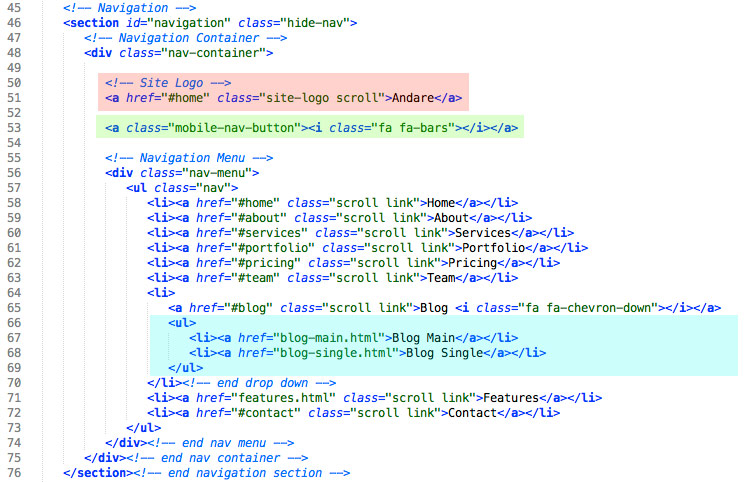 45 <!-- Navigation -->
46 <section id="navigation" class="hide-nav">
47 <!-- Navigation Container -->
48 <div class="nav-container">
49
50 <!-- Site Logo -->
51 <a href="#home" class="site-logo scroll">Andare</a>
52
53 <a class="mobile-nav-button"><i class="fa fa-bars"></i></a>
54
55 <!-- Navigation Menu -->
56 <div class="nav-menu">
57 <ul class="nav">
58 <li><a href="#home" class="scroll link">Home</a></li>
59 <li><a href="#about" class="scroll link">About</a></li>
60 <li><a href="#services" class="scroll link">Services</a></li>
61 <li><a href="#portfolio" class="scroll link">Portfolio</a></li>
62 <li><a href="#pricing" class="scroll link">Pricing</a></li>
63 <li><a href="#team" class="scroll link">Team</a></li>
64 <li>
65 <a href="#blog" class="scroll link">Blog <i class="fa fa-chevron-down"></i></a>
66 <ul>
67 <li><a href="blog-main.html">Blog Main</a></li>
68 <li><a href="blog-single.html">Blog Single</a></li>
69 </ul>
70 </li><!-- end drop down -->
71 <li><a href="features.html" class="scroll link">Features</a></li>
72 <li><a href="#contact" class="scroll link">Contact</a></li>
73 </ul>
74 </div><!-- end nav menu -->
75 </div><!-- end nav container -->
76 </section><!-- end navigation section -->